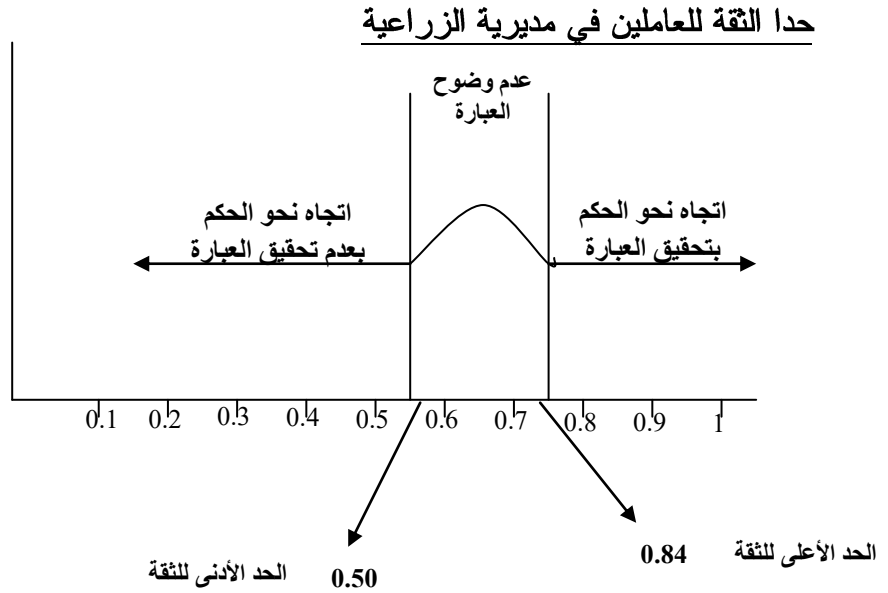 حدا الثقة للعاملين في مديرية الزراعية
عدم وضوح
العبارة
اتجاه نحو الحكم
بتحقيق العبارة
اتجاه نحو الحكم
بعدم تحقيق العبارة
0.1 0.2 0.3 0.4 0.5 0.6 0.7 0.8 0.9 1
الحد الأعلى للثقة 0.84
الحد الأدنى للثقة 0.50